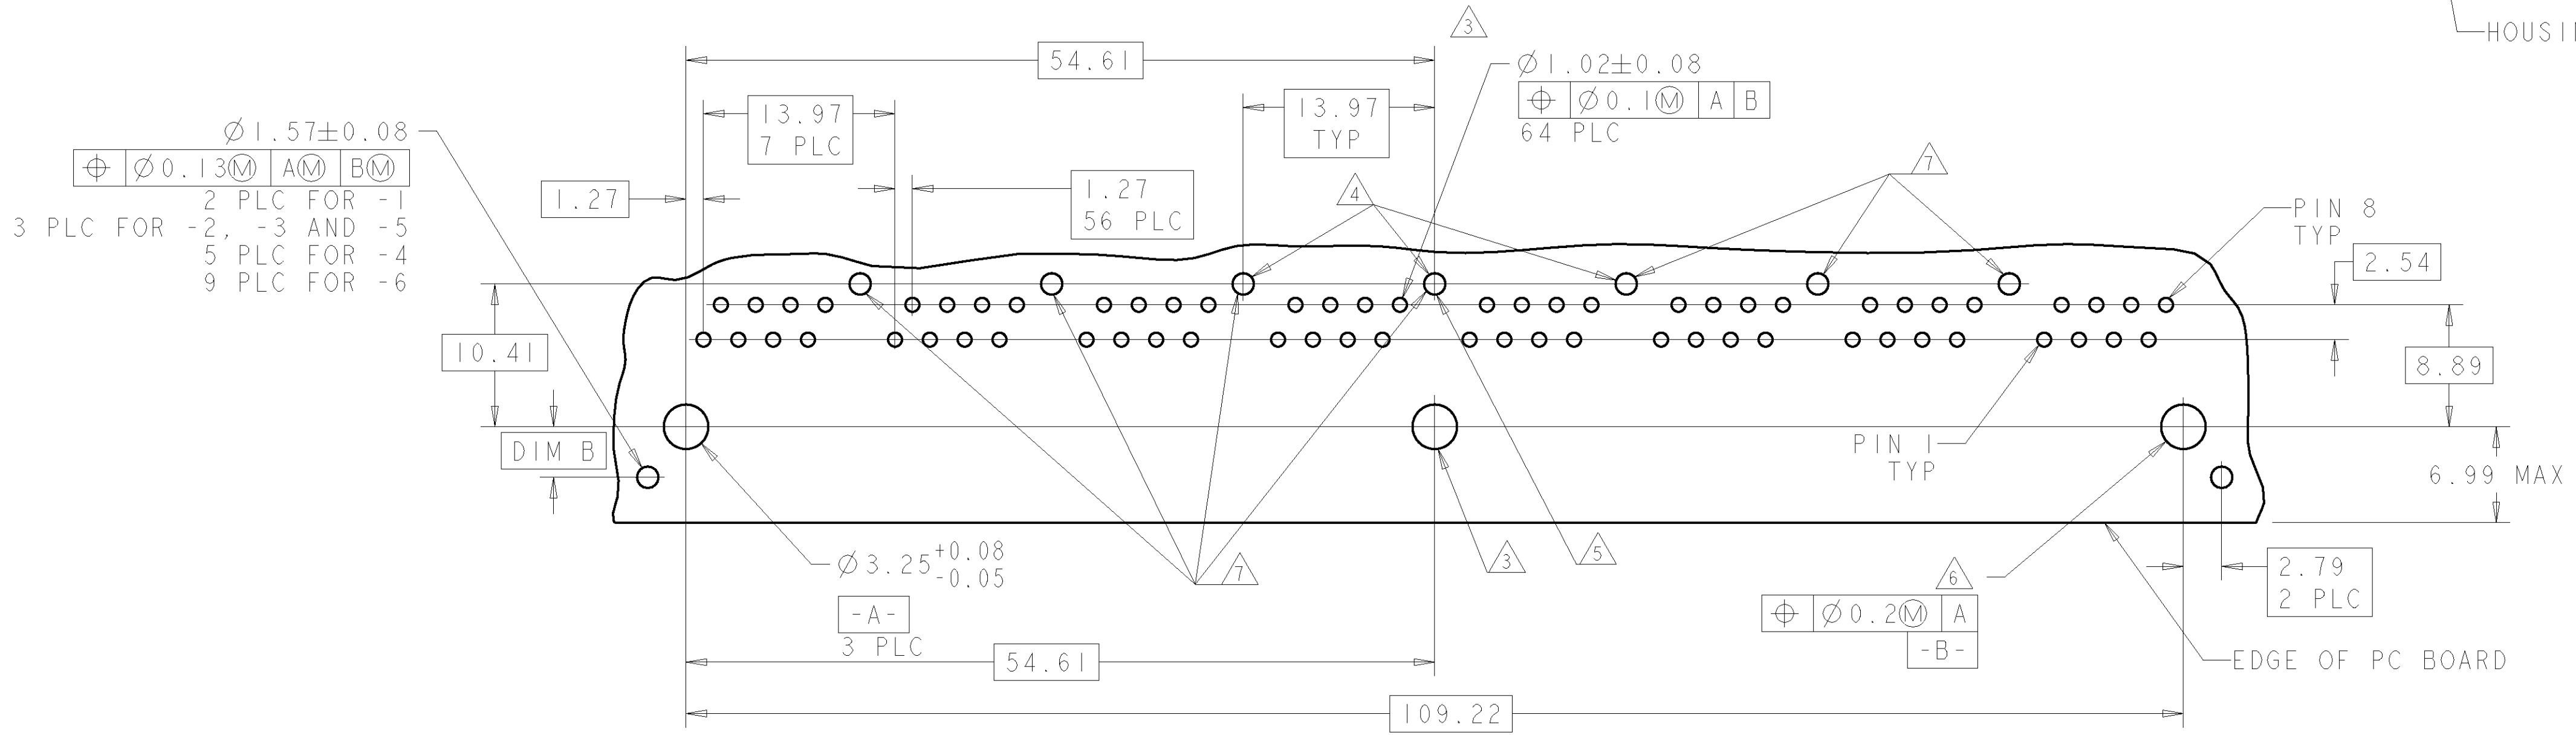 HOUSI
3
54.61
Ø1.02±0.08
⌖ Ø0.1Ⓜ A B
64 PLC
13.97
7 PLC
13.97
TYP
Ø1.57±0.08
⌖ Ø0.13Ⓜ AⓂ BⓂ
2 PLC FOR -1
3 PLC FOR -2, -3 AND -5
5 PLC FOR -4
9 PLC FOR -6
1.27
1.27
56 PLC
4
7
PIN 8
TYP
2.54
10.41
8.89
DIM B
PIN 1
TYP
6.99 MAX
Ø3.25 +0.08
-0.05
-A-
3 PLC
7
3
5
6
⌖ Ø0.2Ⓜ A
-B-
2.79
2 PLC
54.61
EDGE OF PC BOARD
109.22